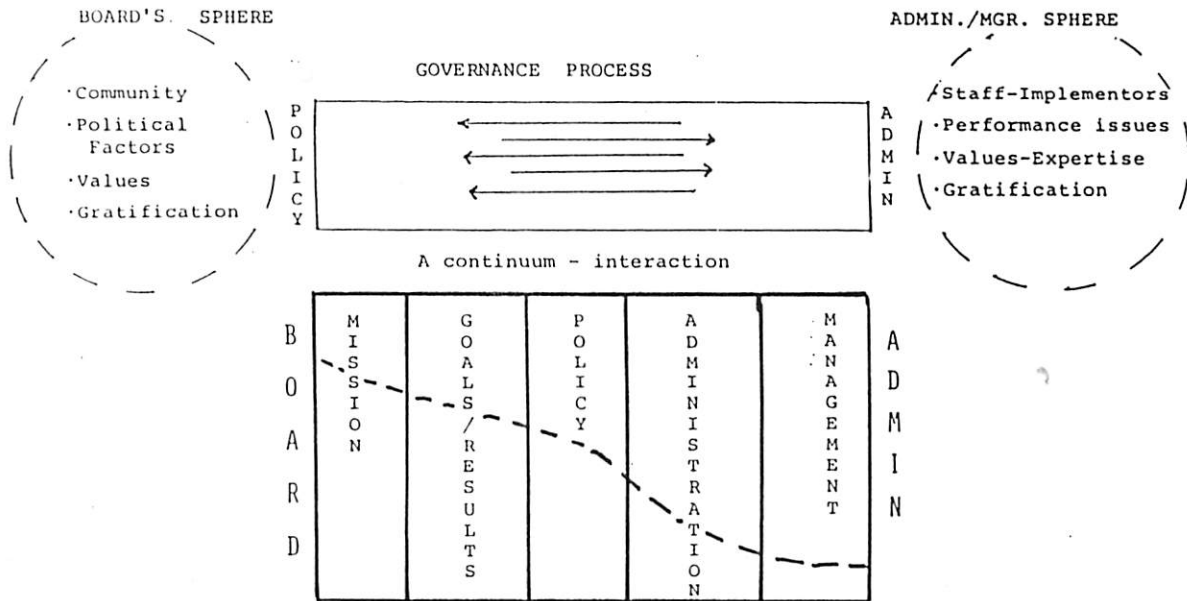 BOARD'S. SPHERE
ADMIN./MGR. SPHERE
GOVERNANCE PROCESS
·Community
·Political
Factors
·Values
·Gratification
POLICY
ADMIN
·Staff-Implementors
·Performance issues
·Values-Expertise
·Gratification
A continuum - interaction
BOARD
MISSION
GOALS/RESULTS
POLICY
ADMINISTRATION
MANAGEMENT
ADMIN